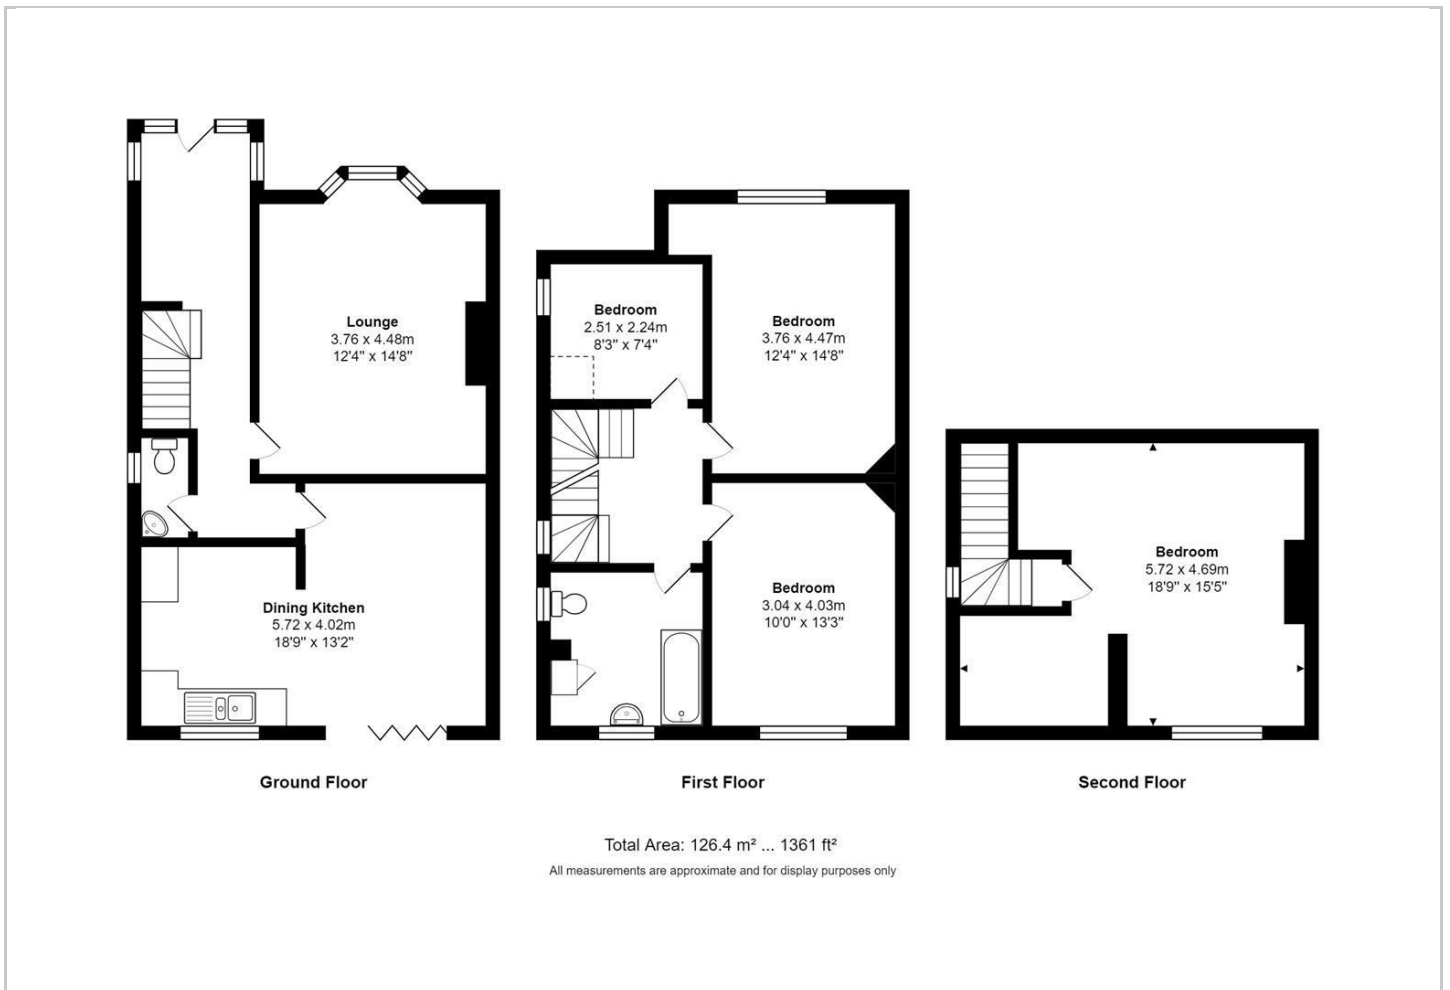 Lounge
3.76 x 4.48m
12'4" x 14'8"
Dining Kitchen
5.72 x 4.02m
18'9" x 13'2"
Ground Floor
Bedroom
2.51 x 2.24m
8'3" x 7'4"
Bedroom
3.76 x 4.47m
12'4" x 14'8"
Bedroom
3.04 x 4.03m
10'0" x 13'3"
First Floor
Bedroom
5.72 x 4.69m
18'9" x 15'5"
Second Floor
Total Area: 126.4 m² ... 1361 ft²
All measurements are approximate and for display purposes only